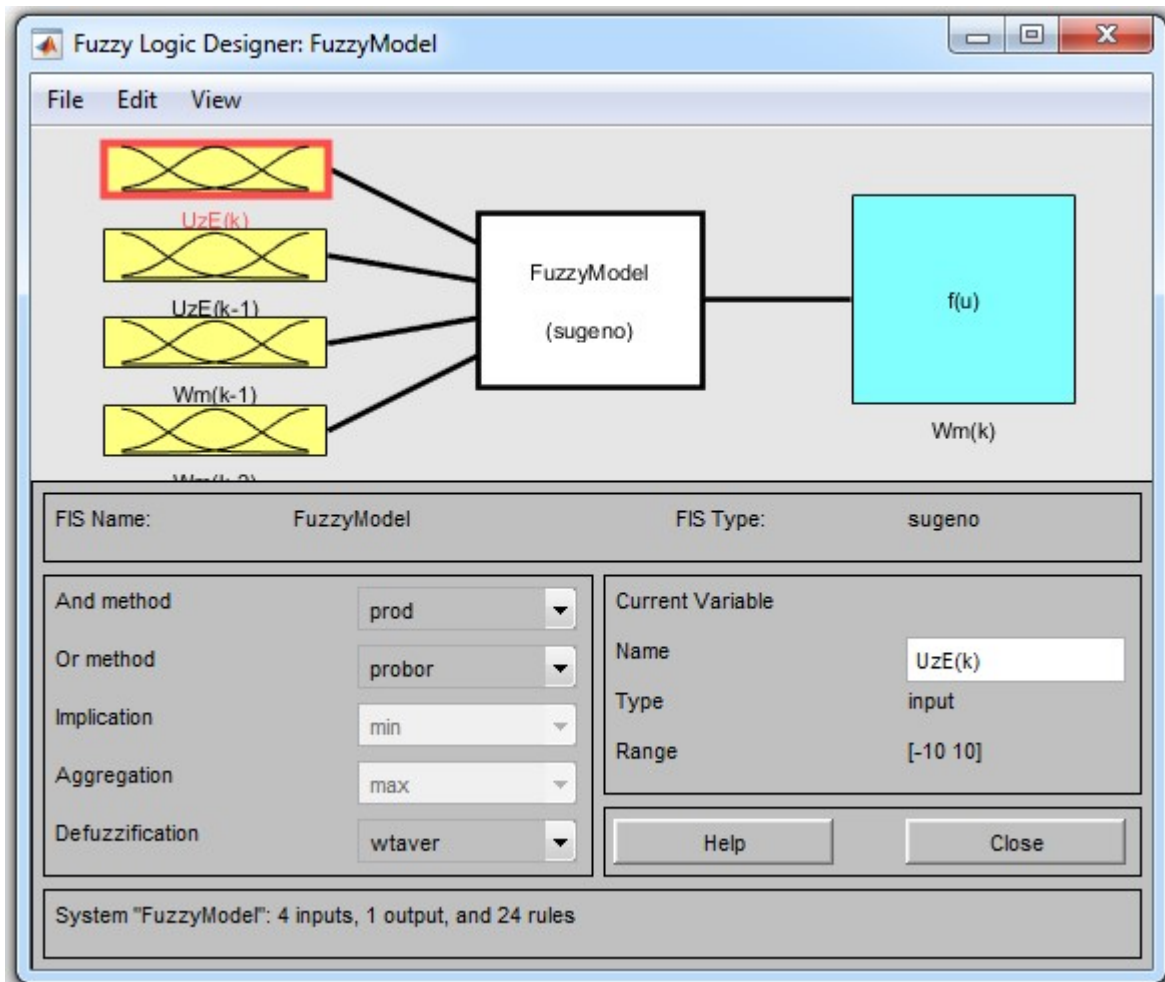 Fuzzy Logic Designer: FuzzyModel
File Edit View
UzE(k)
UzE(k-1)
Wm(k-1)
FuzzyModel
(sugeno)
f(u)
Wm(k)
FIS Name: FuzzyModel FIS Type: sugeno
And method prod
Or method probor
Implication min
Aggregation max
Defuzzification wtaver
Current Variable
Name UzE(k)
Type input
Range [-10 10]
Help Close
System "FuzzyModel": 4 inputs, 1 output, and 24 rules